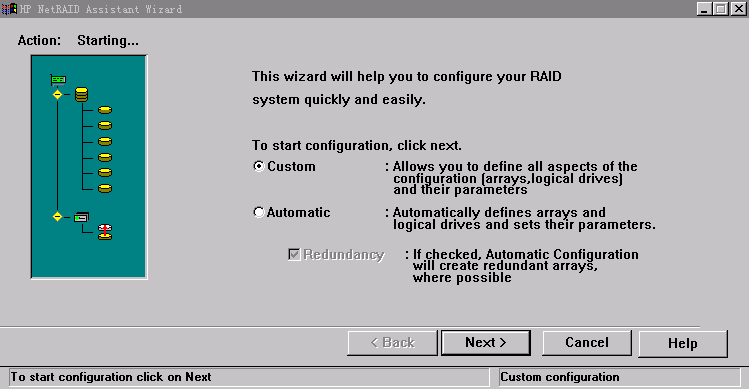 HP NetRAID Assistant Wizard
Action: Starting...
This wizard will help you to configure your RAID
system quickly and easily.
To start configuration, click next.
Custom : Allows you to define all aspects of the
configuration (arrays,logical drives)
and their parameters
Automatic : Automatically defines arrays and
logical drives and sets their parameters.
Redundancy : If checked, Automatic Configuration
will create redundant arrays,
where possible
< Back Next > Cancel Help
To start configuration click on Next Custom configuration